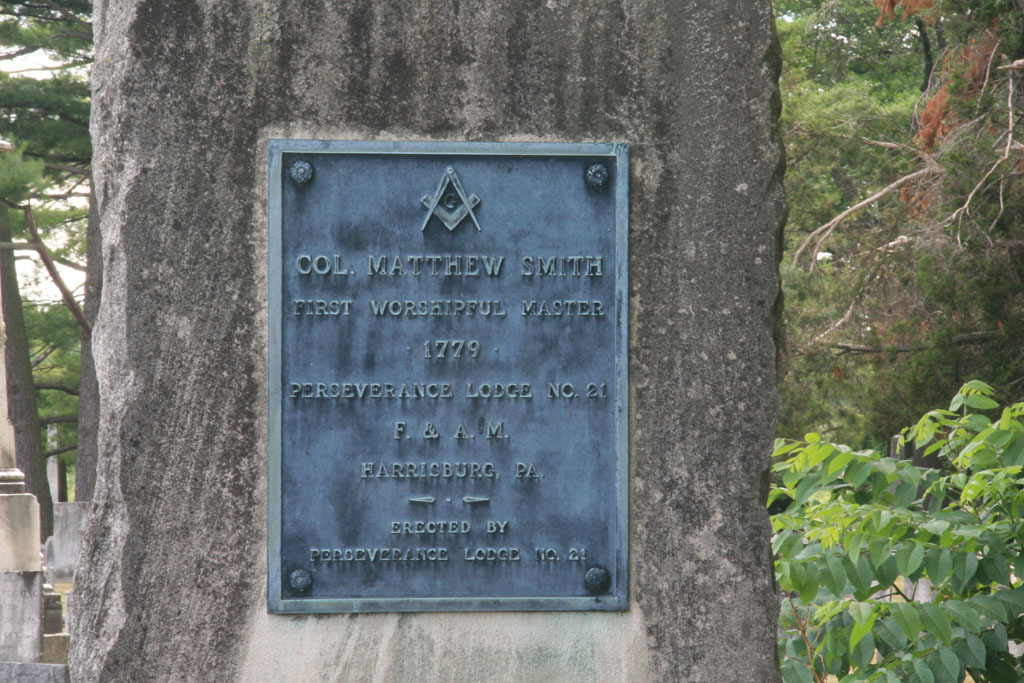 G
COL. MATTHEW SMITH
FIRST WORSHIPFUL MASTER
· 1779 ·
PERSEVERANCE LODGE NO. 21
F. & A. M.
HARRISBURG, PA.
ERECTED BY
PERSEVERANCE LODGE NO. 21